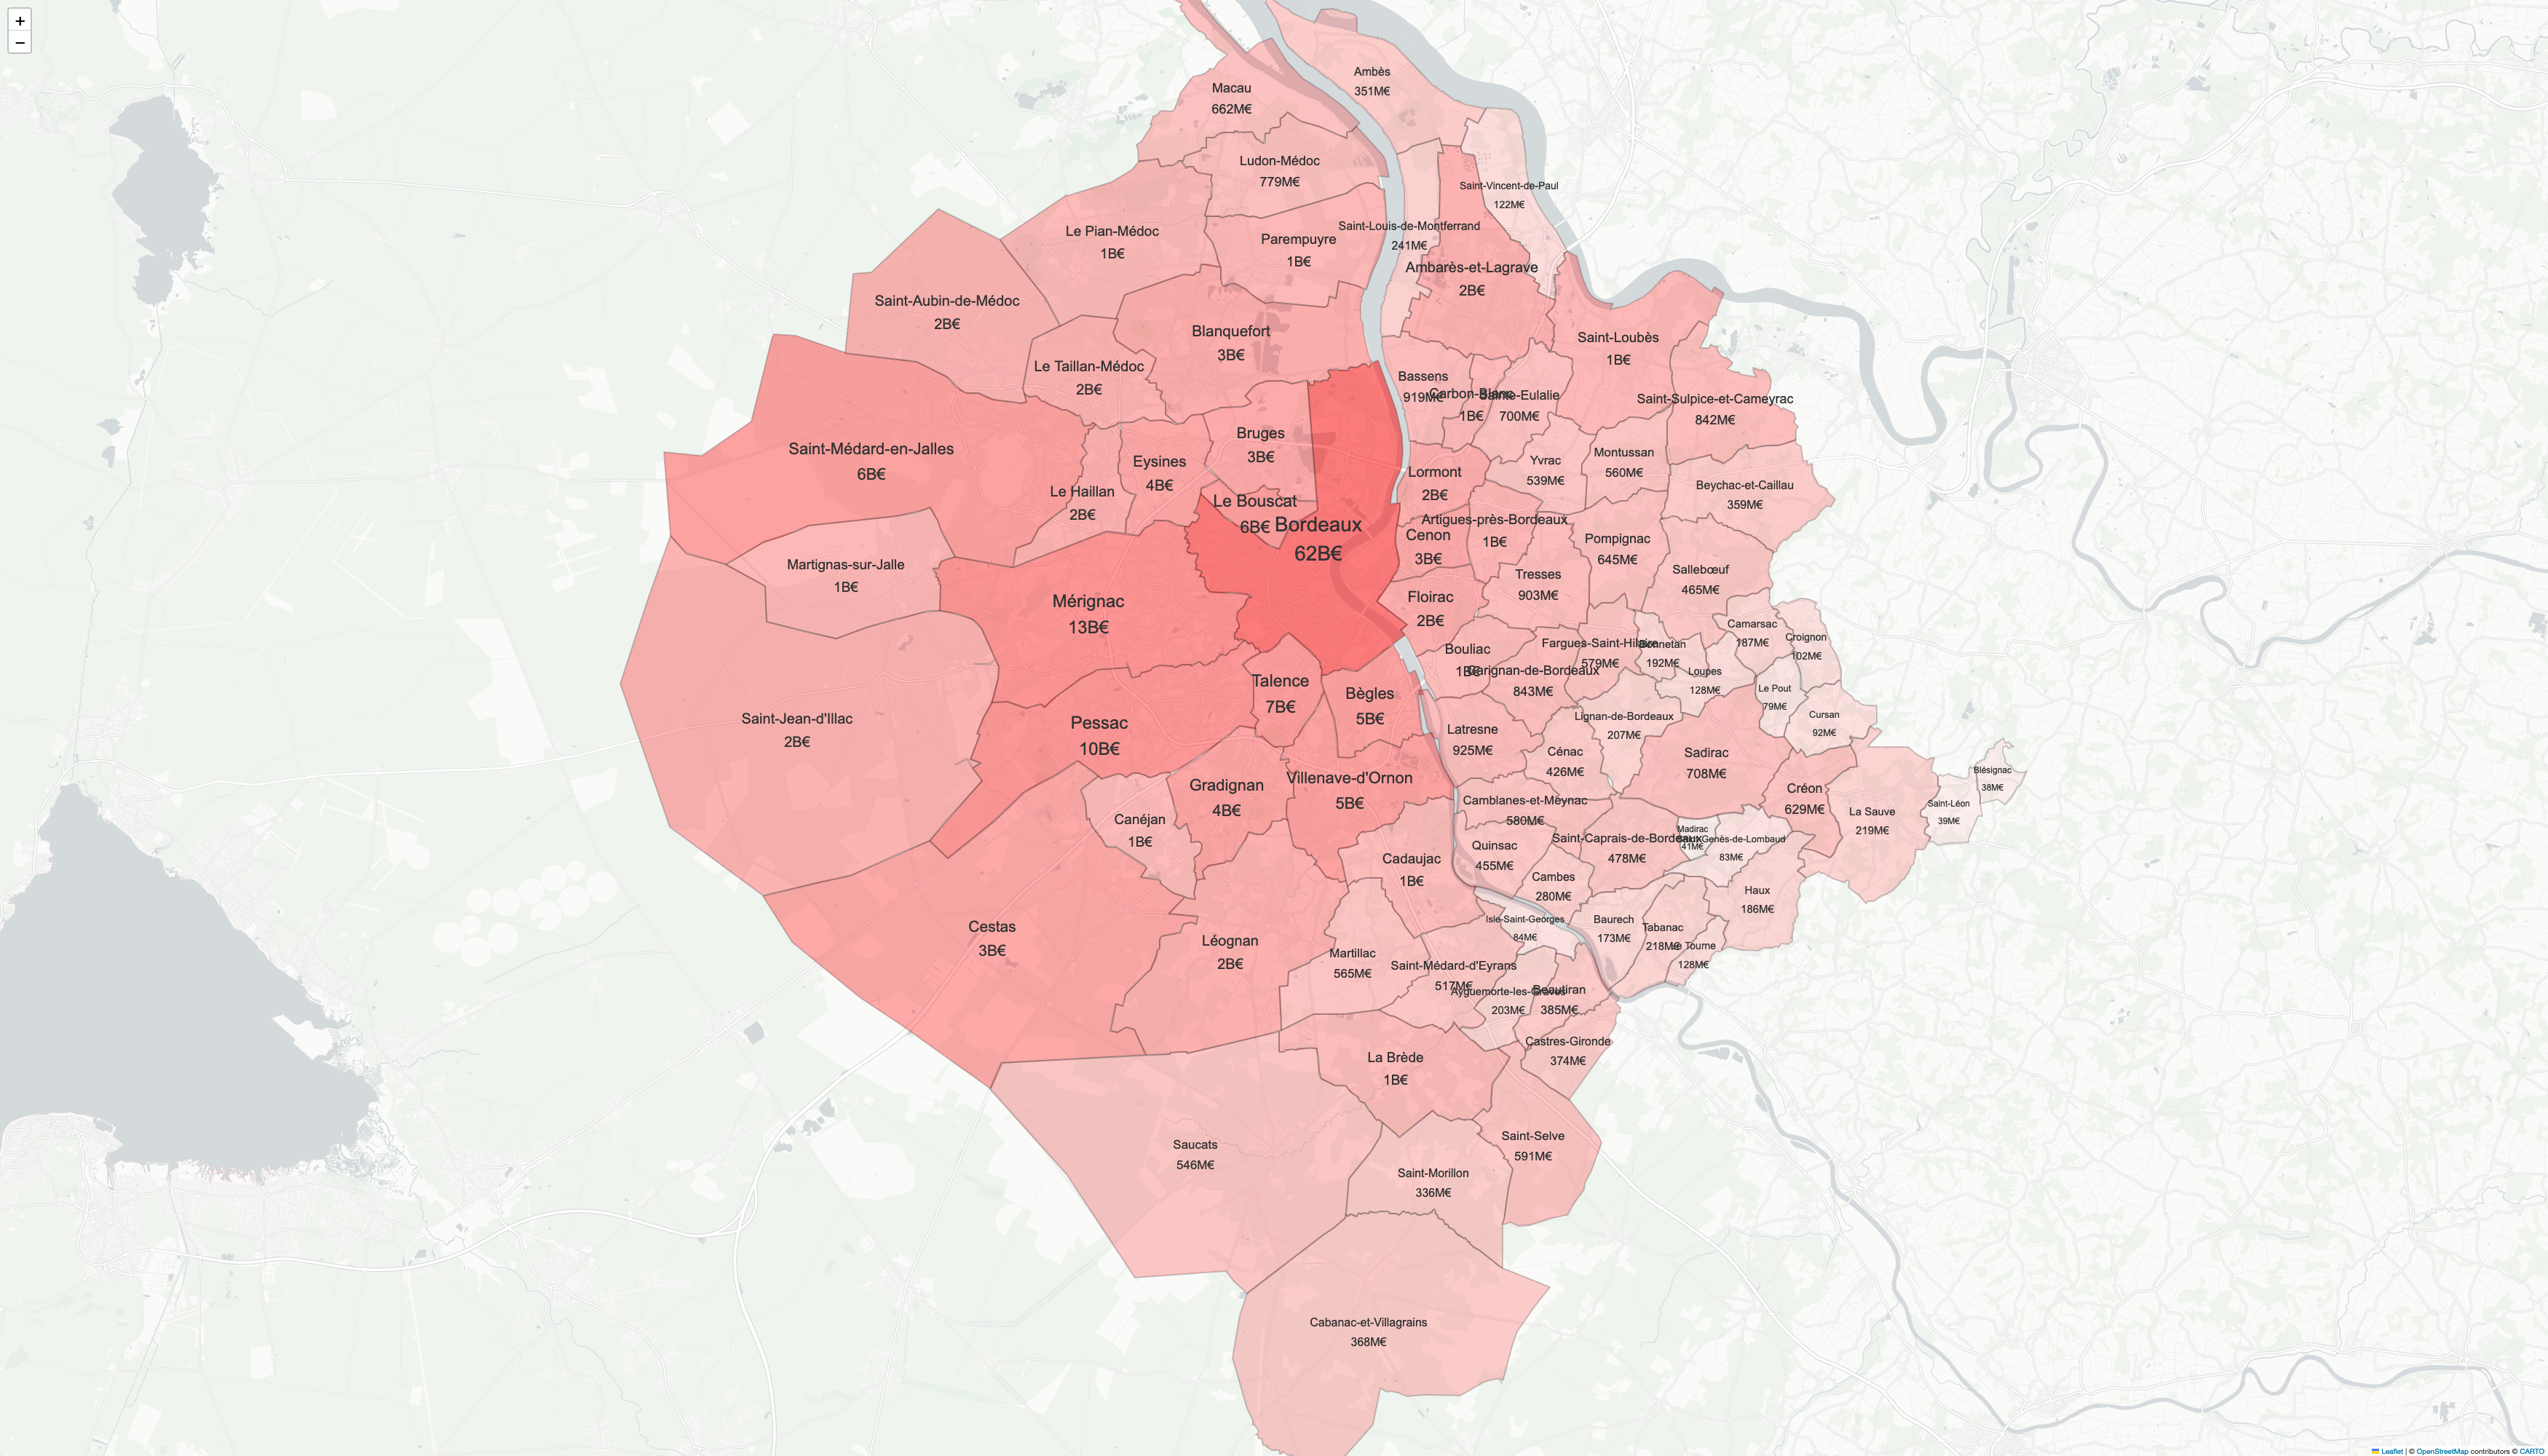 +
−
Ambès
351M€
Macau
662M€
Ludon-Médoc
779M€
Saint-Vincent-de-Paul
122M€
Le Pian-Médoc
1B€
Saint-Louis-de-Montferrand
241M€
Parempuyre
1B€
Ambarès-et-Lagrave
2B€
Saint-Aubin-de-Médoc
2B€
Blanquefort
3B€
Saint-Loubès
1B€
Le Taillan-Médoc
2B€
Bassens
919M€
Carbon-Blanc
1B€
Sainte-Eulalie
700M€
Saint-Sulpice-et-Cameyrac
842M€
Saint-Médard-en-Jalles
6B€
Bruges
3B€
Eysines
4B€
Montussan
560M€
Yvrac
539M€
Lormont
2B€
Beychac-et-Caillau
359M€
Le Haillan
2B€
Le Bouscat
6B€
Bordeaux
62B€
Artigues-près-Bordeaux
1B€
Cenon
3B€
Pompignac
645M€
Martignas-sur-Jalle
1B€
Sallebœuf
465M€
Tresses
903M€
Mérignac
13B€
Floirac
2B€
Camarsac
187M€
Croignon
102M€
Bouliac
1B€
Fargues-Saint-Hilaire
579M€
Bonnetan
192M€
Carignan-de-Bordeaux
843M€
Loupes
128M€
Talence
7B€
Bègles
5B€
Le Pout
79M€
Saint-Jean-d'Illac
2B€
Pessac
10B€
Lignan-de-Bordeaux
207M€
Cursan
92M€
Latresne
925M€
Cénac
426M€
Sadirac
708M€
Blésignac
38M€
Villenave-d'Ornon
5B€
Gradignan
4B€
Créon
629M€
Camblanes-et-Meynac
580M€
Saint-Léon
39M€
La Sauve
219M€
Canéjan
1B€
Madirac
41M€
Saint-Caprais-de-Bordeaux
478M€
-Genès-de-Lombaud
83M€
Quinsac
455M€
Cadaujac
1B€
Cambes
280M€
Haux
186M€
Isle-Saint-Georges
84M€
Baurech
173M€
Cestas
3B€
Tabanac
218M€
Le Tourne
128M€
Léognan
2B€
Martillac
565M€
Saint-Médard-d'Eyrans
517M€
Ayguemorte-les-Graves
203M€
Beautiran
385M€
Castres-Gironde
374M€
La Brède
1B€
Saint-Selve
591M€
Saucats
546M€
Saint-Morillon
336M€
Cabanac-et-Villagrains
368M€
Leaflet | © OpenStreetMap contributors © CARTO